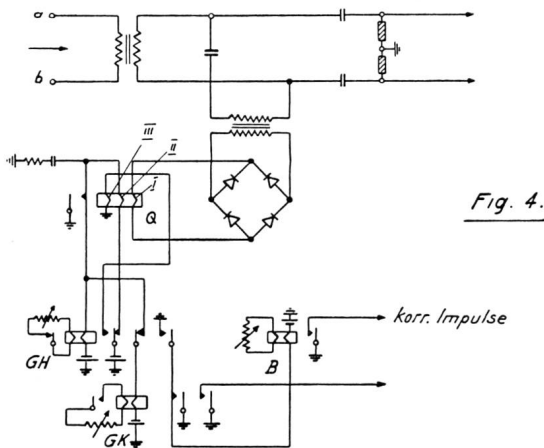 a
b
III
II
I
Q
Fig. 4.
korr. Impulse
GH
B
GK